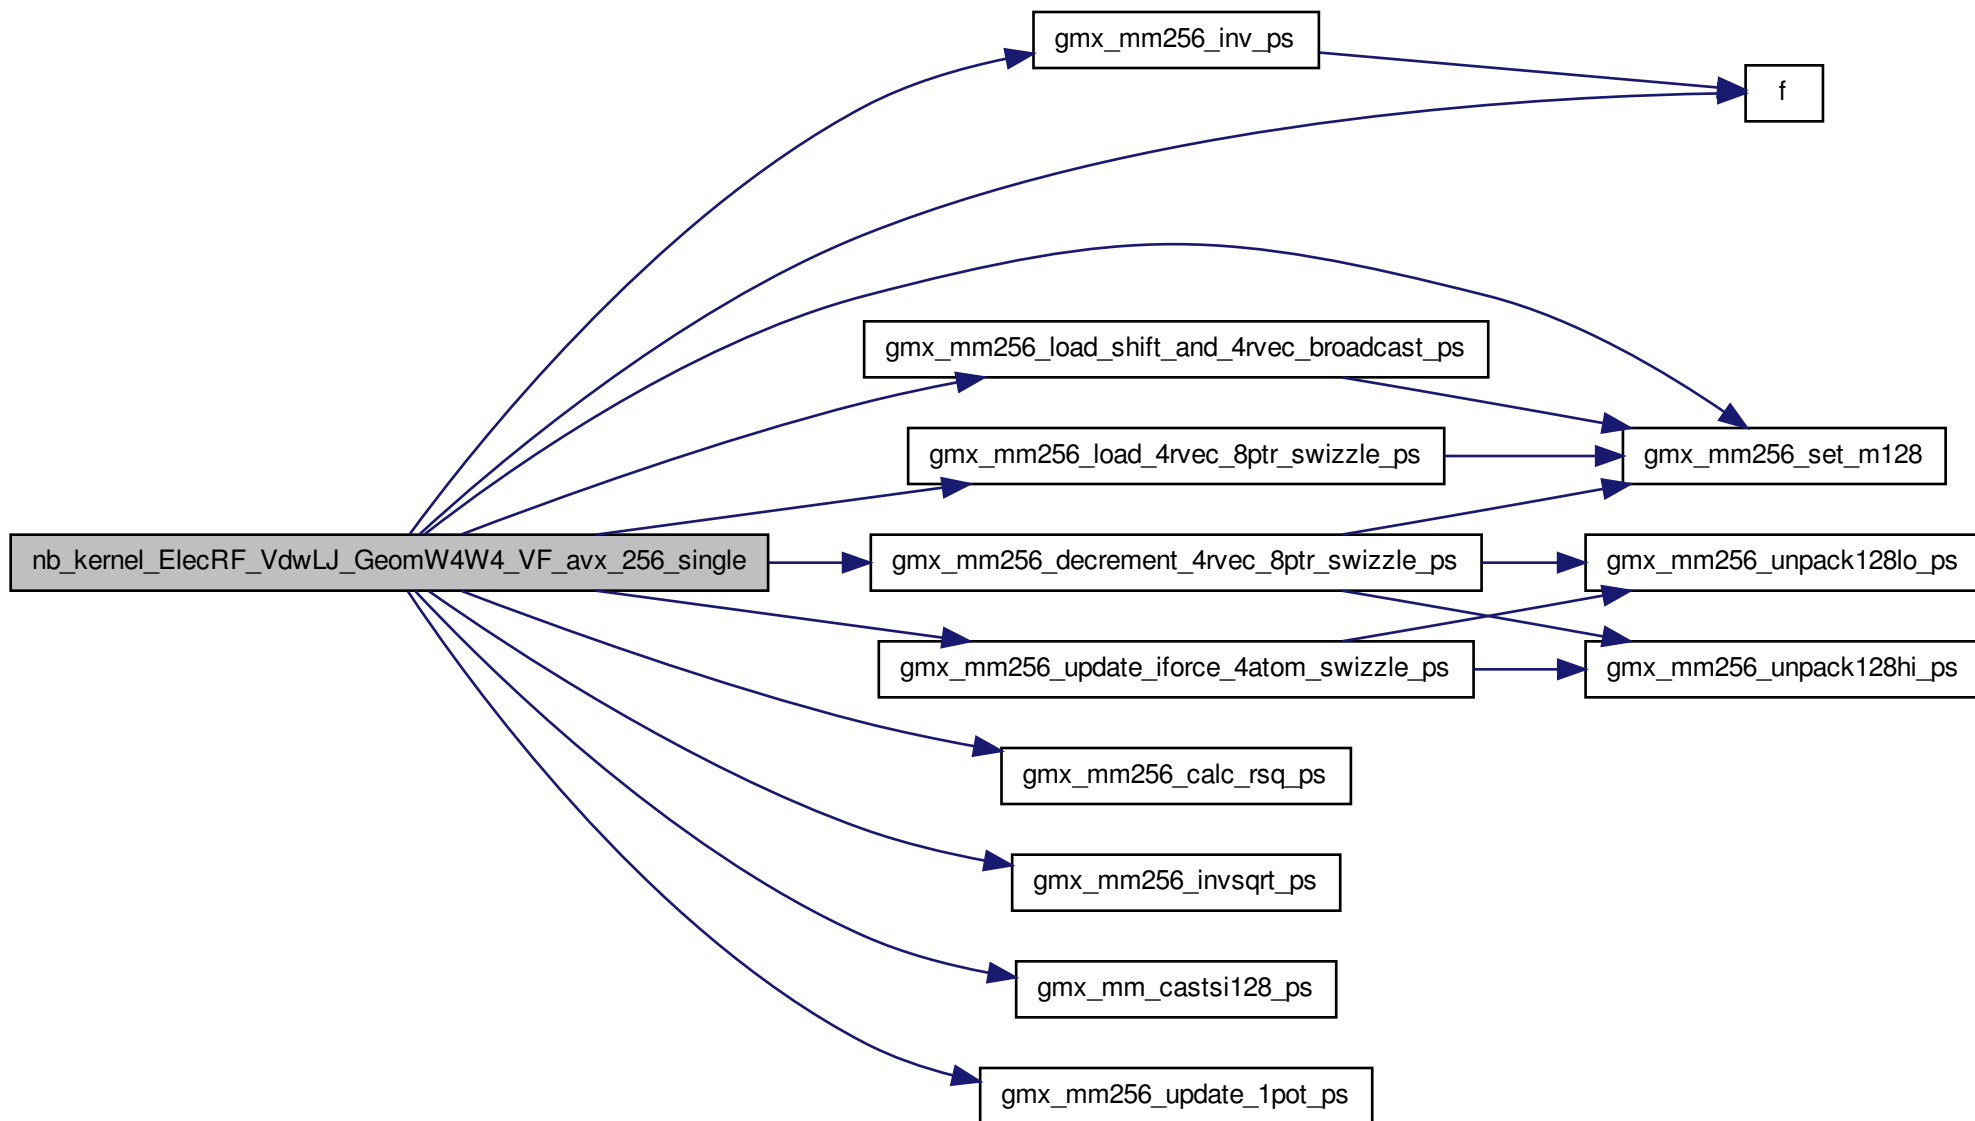 gmx_mm256_inv_ps
f
gmx_mm256_load_shift_and_4rvec_broadcast_ps
gmx_mm256_load_4rvec_8ptr_swizzle_ps
gmx_mm256_set_m128
nb_kernel_ElecRF_VdwLJ_GeomW4W4_VF_avx_256_single
gmx_mm256_decrement_4rvec_8ptr_swizzle_ps
gmx_mm256_unpack128lo_ps
gmx_mm256_update_iforce_4atom_swizzle_ps
gmx_mm256_unpack128hi_ps
gmx_mm256_calc_rsq_ps
gmx_mm256_invsqrt_ps
gmx_mm_castsi128_ps
gmx_mm256_update_1pot_ps